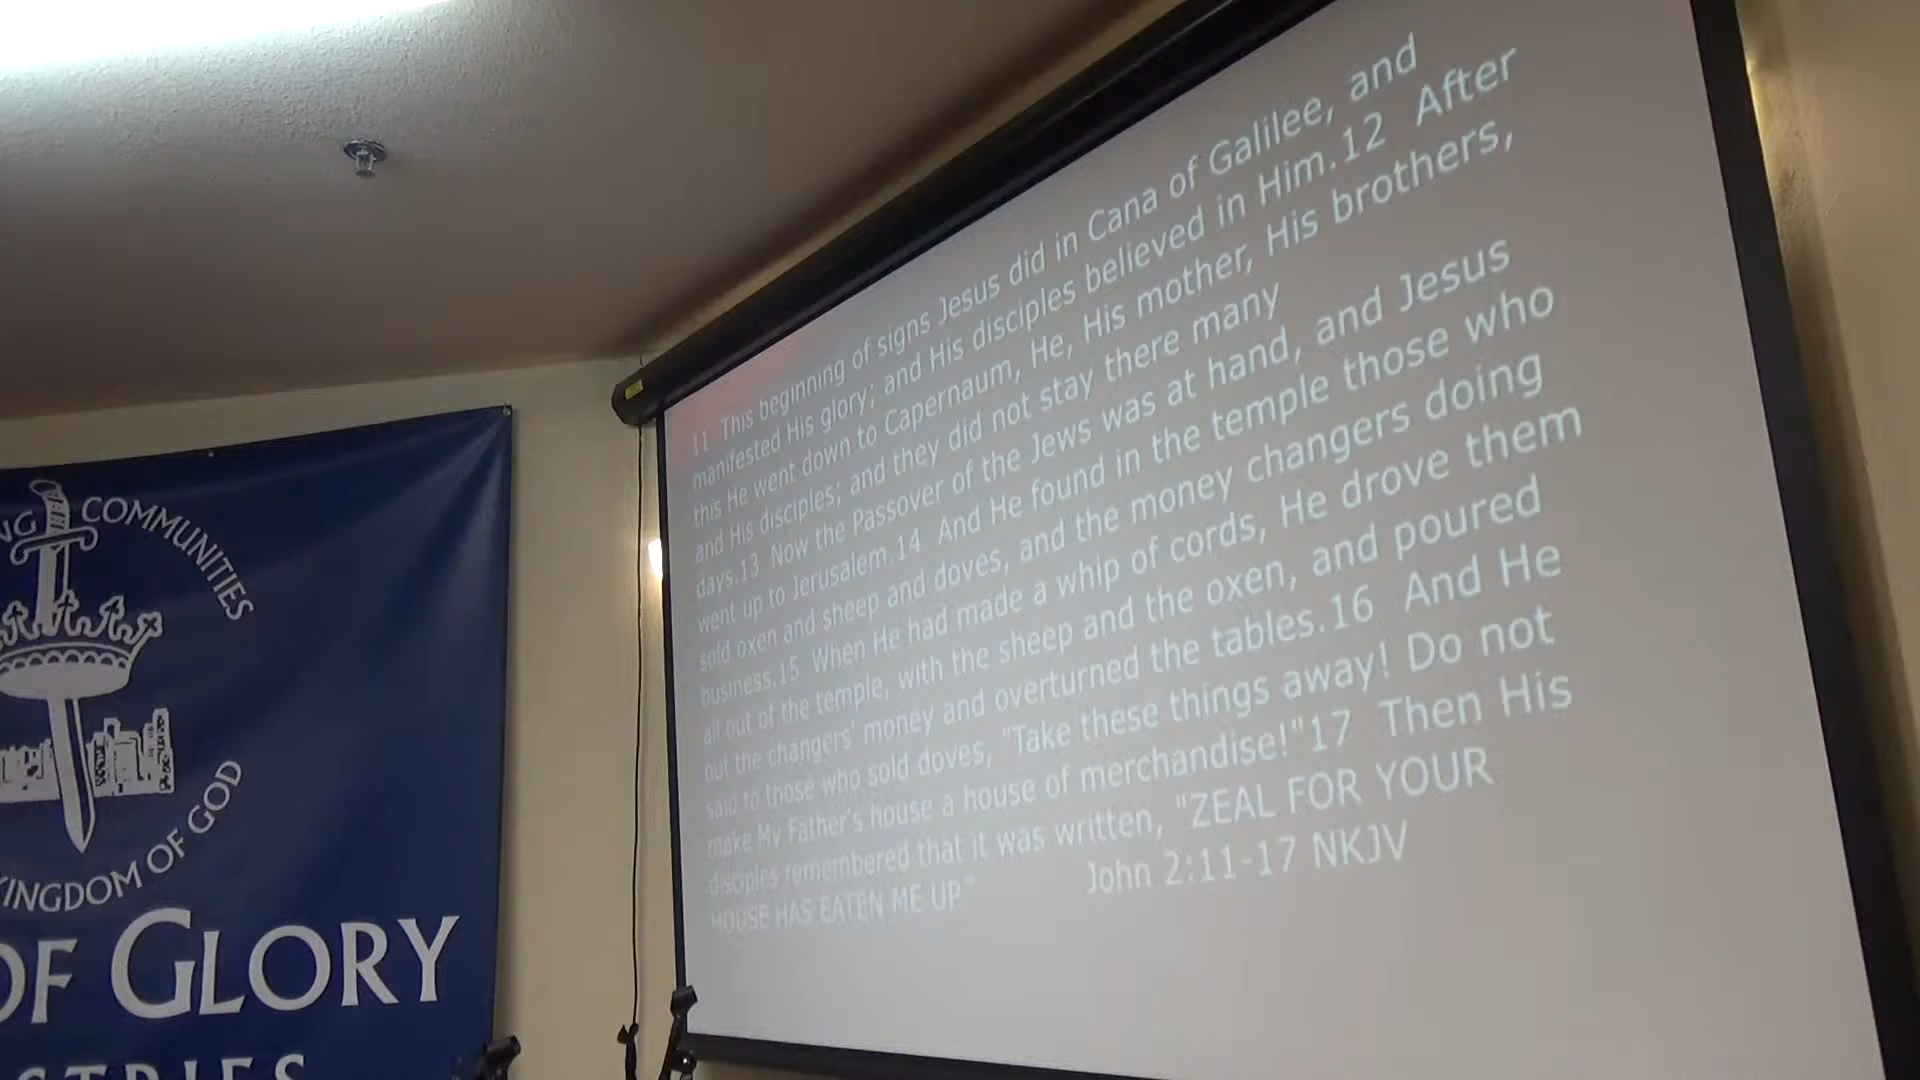 NG COMMUNITIES
KINGDOM OF GOD
OF GLORY
STRIES
11 This beginning of signs Jesus did in Cana of Galilee, and
manifested His glory; and His disciples believed in Him.12 After
this He went down to Capernaum, He, His mother, His brothers,
and His disciples; and they did not stay there many
days.13 Now the Passover of the Jews was at hand, and Jesus
went up to Jerusalem.14 And He found in the temple those who
sold oxen and sheep and doves, and the money changers doing
business.15 When He had made a whip of cords, He drove them
all out of the temple, with the sheep and the oxen, and poured
out the changers' money and overturned the tables.16 And He
said to those who sold doves, "Take these things away! Do not
make My Father's house a house of merchandise!"17 Then His
disciples remembered that it was written, "ZEAL FOR YOUR
HOUSE HAS EATEN ME UP" John 2:11-17 NKJV